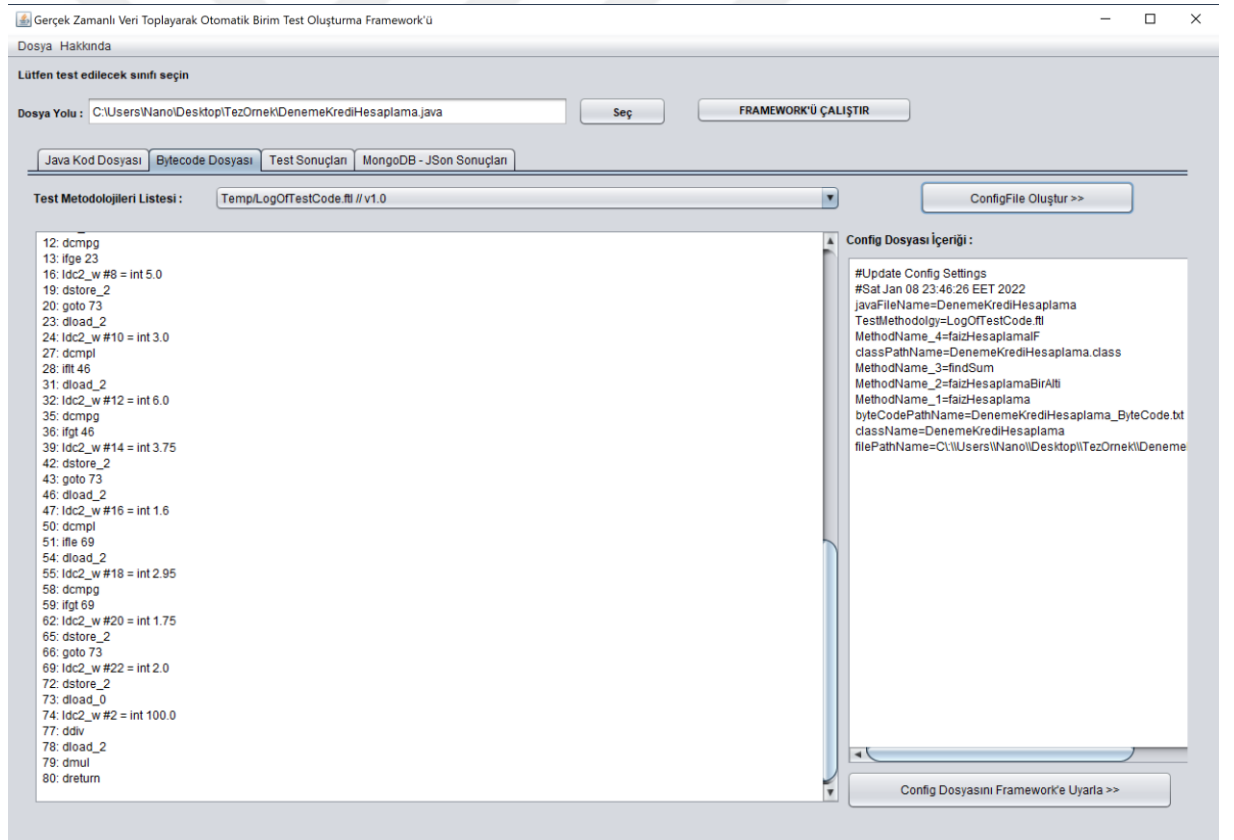 Gerçek Zamanlı Veri Toplayarak Otomatik Birim Test Oluşturma Framework'ü
Dosya Hakkında
Lütfen test edilecek sınıfı seçin
Dosya Yolu : C:\Users\Nano\Desktop\TezOrnek\DenemeKrediHesaplama.java Seç FRAMEWORK'Ü ÇALIŞTIR
Java Kod Dosyası Bytecode Dosyası Test Sonuçları MongoDB - JSon Sonuçları
Test Metodolojileri Listesi : Temp/LogOfTestCode.ftl // v1.0 ConfigFile Oluştur >>
12: dcmpg
13: ifge 23
16: ldc2_w #8 = int 5.0
19: dstore_2
20: goto 73
23: dload_2
24: ldc2_w #10 = int 3.0
27: dcmpl
28: iflt 46
31: dload_2
32: ldc2_w #12 = int 6.0
35: dcmpg
36: ifgt 46
39: ldc2_w #14 = int 3.75
42: dstore_2
43: goto 73
46: dload_2
47: ldc2_w #16 = int 1.6
50: dcmpl
51: ifle 69
54: dload_2
55: ldc2_w #18 = int 2.95
58: dcmpg
59: ifgt 69
62: ldc2_w #20 = int 1.75
65: dstore_2
66: goto 73
69: ldc2_w #22 = int 2.0
72: dstore_2
73: dload_0
74: ldc2_w #2 = int 100.0
77: ddiv
78: dload_2
79: dmul
80: dreturn
Config Dosyası İçeriği :
#Update Config Settings
#Sat Jan 08 23:46:26 EET 2022
javaFileName=DenemeKrediHesaplama
TestMethodolgy=LogOfTestCode.ftl
MethodName_4=faizHesaplamaIF
classPathName=DenemeKrediHesaplama.class
MethodName_3=findSum
MethodName_2=faizHesaplamaBirAlti
MethodName_1=faizHesaplama
byteCodePathName=DenemeKrediHesaplama_ByteCode.txt
className=DenemeKrediHesaplama
filePathName=C\:\\Users\\Nano\\Desktop\\TezOrnek\\Deneme
Config Dosyasını Framework'e Uyarla >>